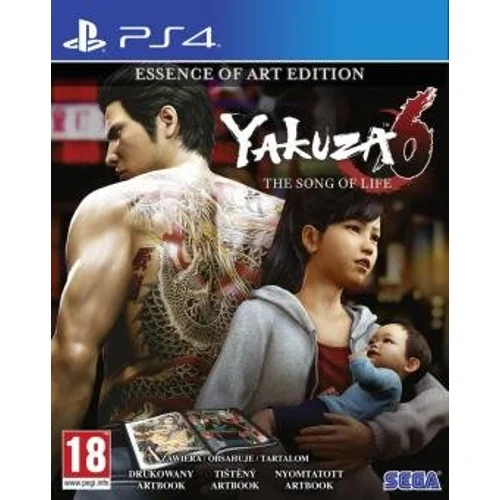 PS4
ESSENCE OF ART EDITION
YAKUZA 6
THE SONG OF LIFE
18
www.pegi.info
ZAWIERA / OBSAHUJE / TARTALOM
DRUKOWANY TIŠTĚNÝ NYOMTATOTT
ARTBOOK ARTBOOK ARTBOOK
SEGA